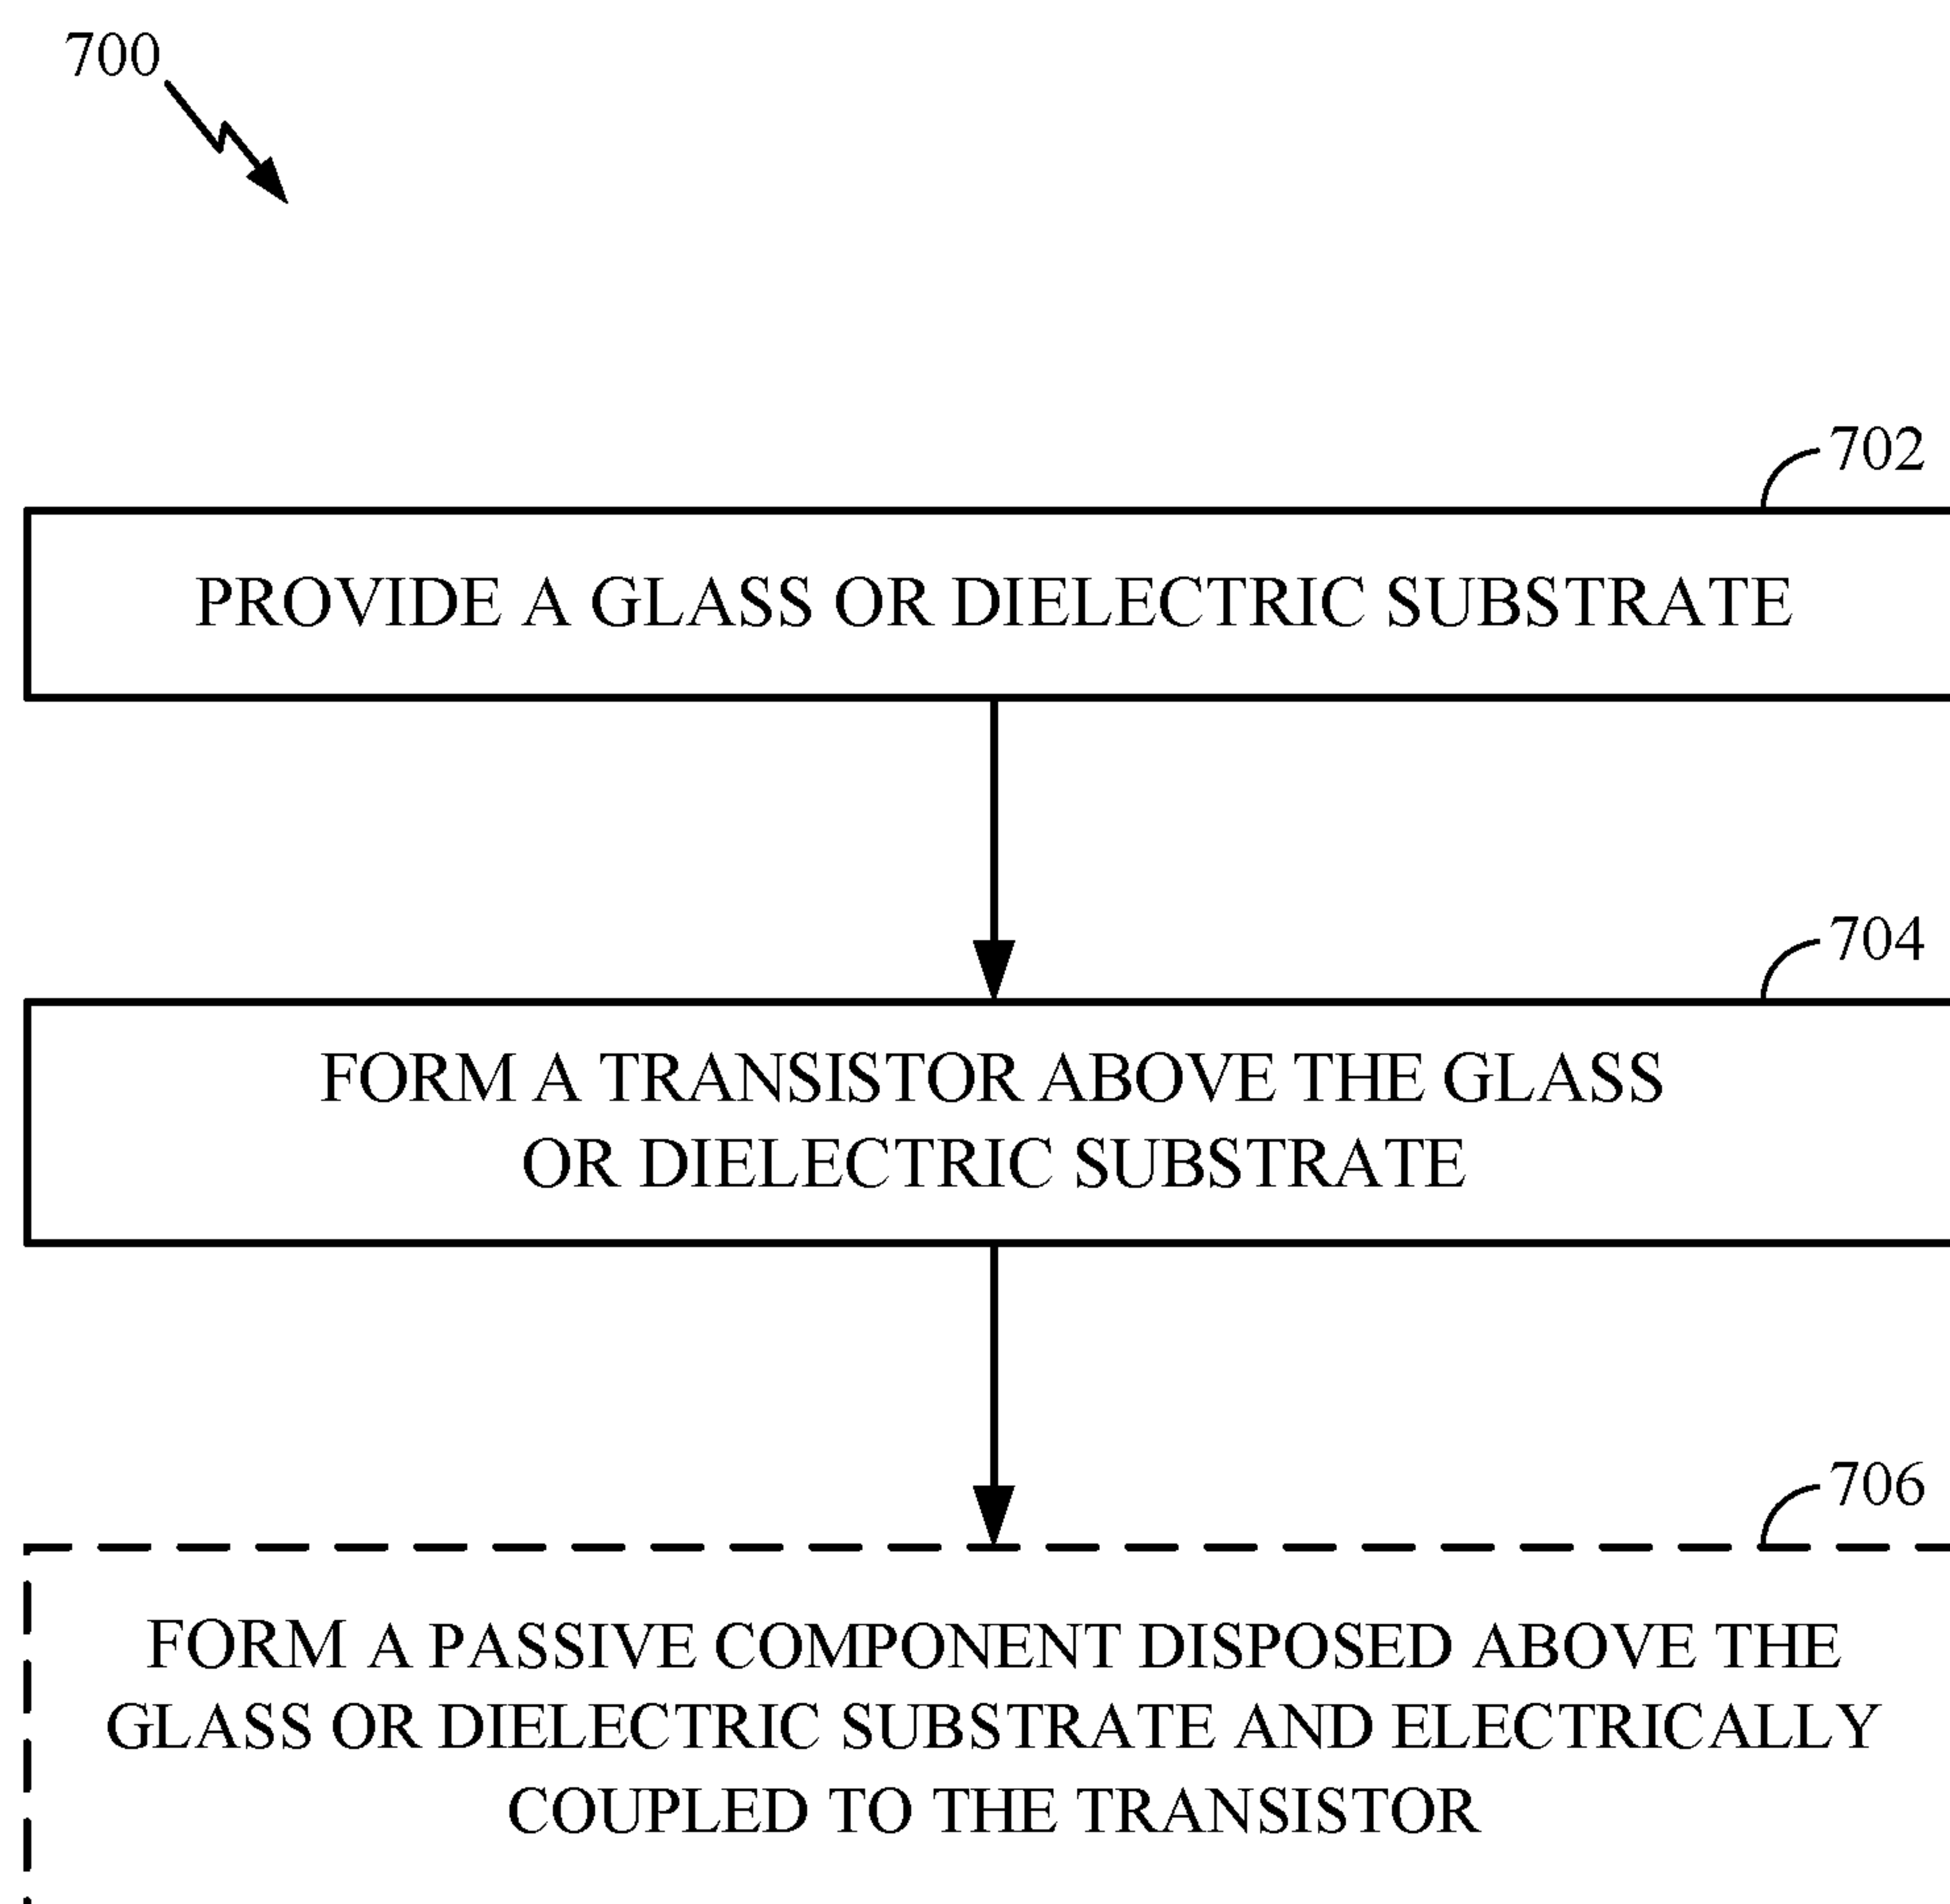 700
702
PROVIDE A GLASS OR DIELECTRIC SUBSTRATE
704
FORM A TRANSISTOR ABOVE THE GLASS
OR DIELECTRIC SUBSTRATE
706
FORM A PASSIVE COMPONENT DISPOSED ABOVE THE
GLASS OR DIELECTRIC SUBSTRATE AND ELECTRICALLY
COUPLED TO THE TRANSISTOR